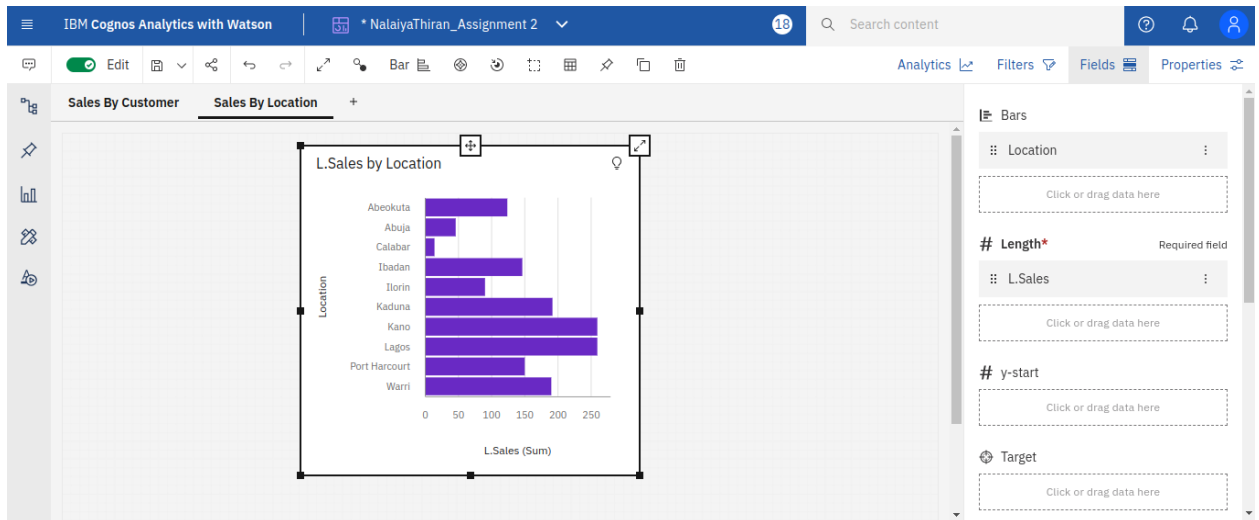 IBM Cognos Analytics with Watson
* NalaiyaThiran_Assignment 2
18
Search content
Edit
Bar
Analytics
Filters
Fields
Properties
Sales By Customer
Sales By Location
+
L.Sales by Location
Location
Abeokuta
Abuja
Calabar
Ibadan
Ilorin
Kaduna
Kano
Lagos
Port Harcourt
Warri
0 50 100 150 200 250
L.Sales (Sum)
Bars
Location
Click or drag data here
# Length* Required field
L.Sales
Click or drag data here
# y-start
Click or drag data here
Target
Click or drag data here